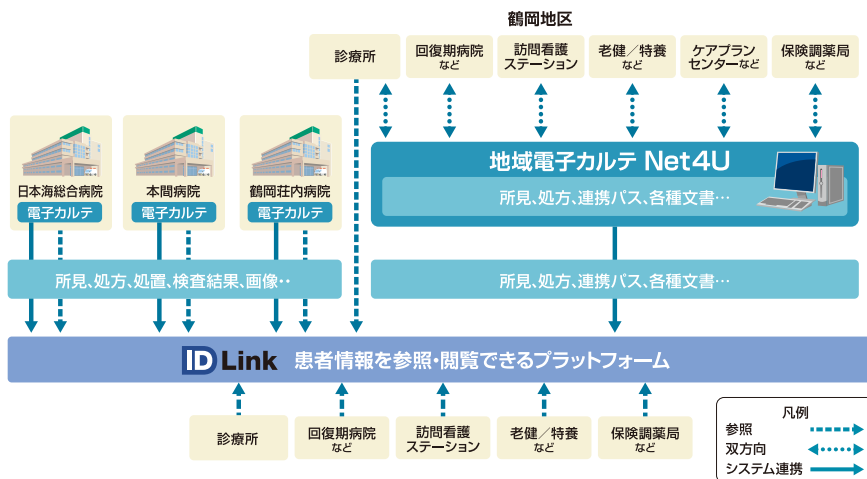 鶴岡地区
診療所
回復期病院
など
訪問看護
ステーション
老健／特養
など
ケアプラン
センターなど
保険調薬局
など
日本海総合病院
電子カルテ
本間病院
電子カルテ
鶴岡荘内病院
電子カルテ
地域電子カルテ Net4U
所見、処方、連携パス、各種文書…
所見、処方、処置、検査結果、画像‥
所見、処方、連携パス、各種文書…
ID Link 患者情報を参照・閲覧できるプラットフォーム
診療所
回復期病院
など
訪問看護
ステーション
老健／特養
など
保険調薬局
など
凡例
参照
双方向
システム連携